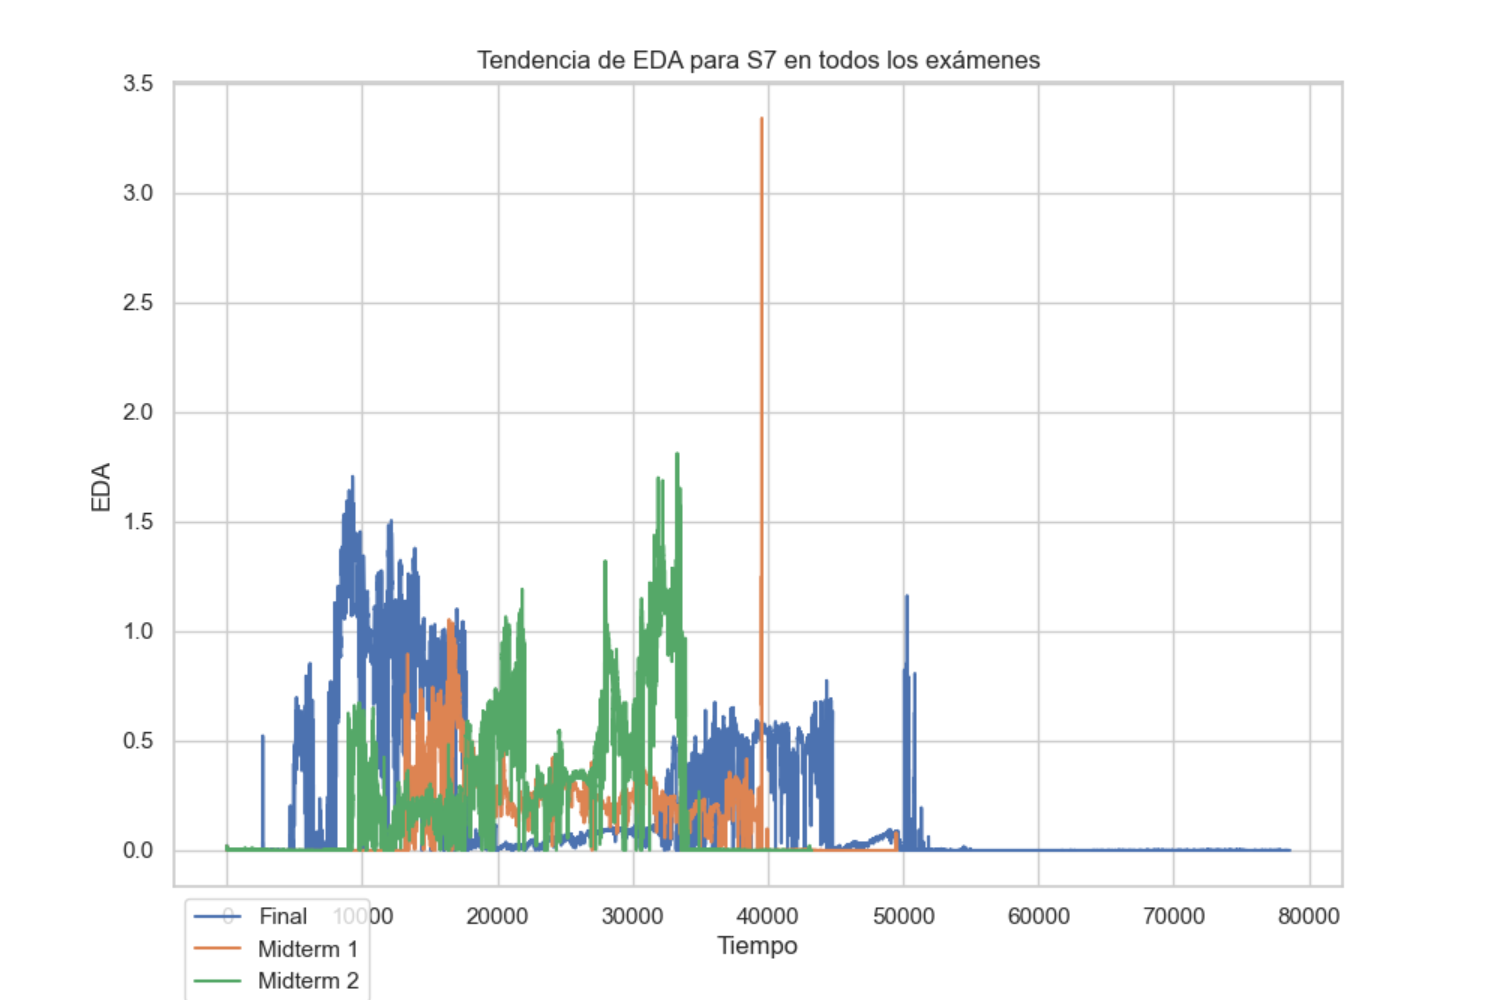 Tendencia de EDA para S7 en todos los exámenes
3.5
3.0
2.5
2.0
1.5
1.0
0.5
0.0
EDA
0 10000 20000 30000 40000 50000 60000 70000 80000
Tiempo
Final
Midterm 1
Midterm 2